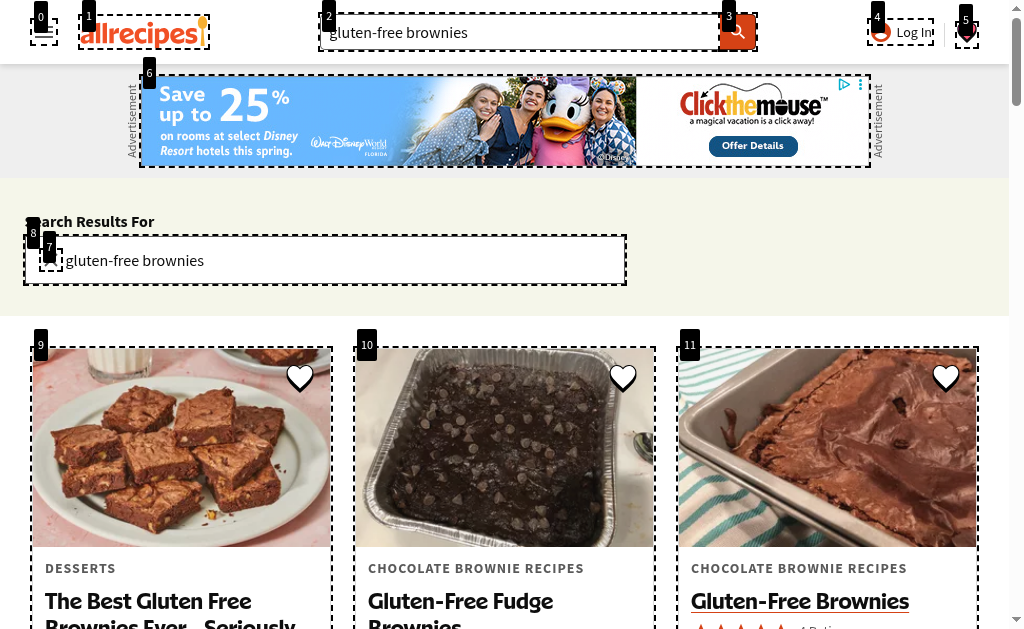 0
1
2
3
4
5
allrecipes
gluten-free brownies
Log In
6
Advertisement
Save
up to 25%
on rooms at select Disney
Resort hotels this spring.
Walt Disney World
FLORIDA
©Disney
Clickthemouse™
a magical vacation is a click away!
Offer Details
Advertisement
Search Results For
8
7
gluten-free brownies
9
10
11
DESSERTS
The Best Gluten Free
Brownies Ever - Seriously
CHOCOLATE BROWNIE RECIPES
Gluten-Free Fudge
Brownies
CHOCOLATE BROWNIE RECIPES
Gluten-Free Brownies